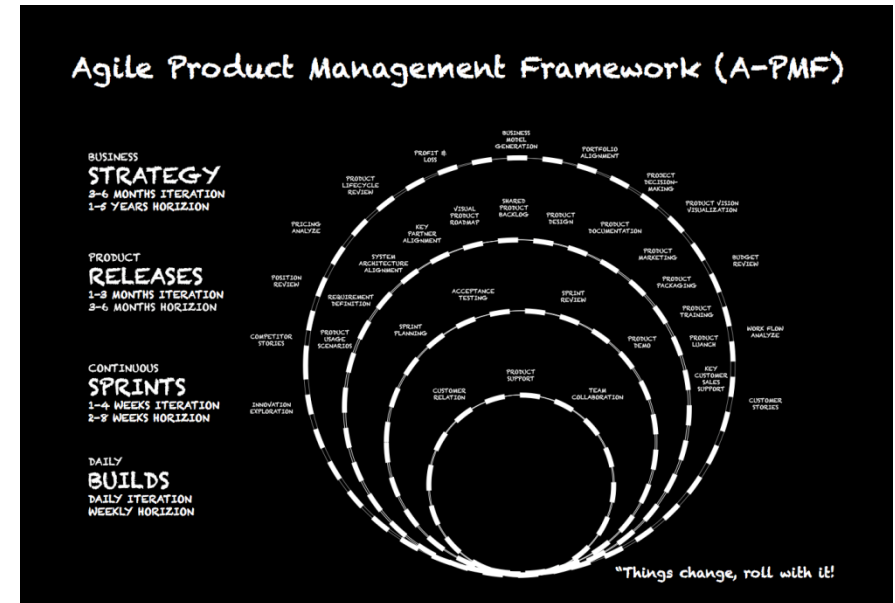 Agile Product Management Framework (A-PMF)
BUSINESS
STRATEGY
3-6 MONTHS ITERATION
1-5 YEARS HORIZION
PRODUCT
RELEASES
1-3 MONTHS ITERATION
3-6 MONTHS HORIZION
CONTINUOUS
SPRINTS
1-4 WEEKS ITERATION
2-8 WEEKS HORIZION
DAILY
BUILDS
DAILY ITERATION
WEEKLY HORIZION
INNOVATION
EXPLORATION
COMPETITOR
STORIES
POSITION
REVIEW
PRICING
ANALYZE
PRODUCT
LIFECYCLE
REVIEW
PROFIT &
LOSS
BUSINESS
MODEL
GENERATION
PORTFOLIO
ALIGNMENT
PROJECT
DECISION-
MAKING
PRODUCT VISION
VISUALIZATION
BUDGET
REVIEW
WORK FLOW
ANALYZE
CUSTOMER
STORIES
PRODUCT
USAGE
SCENARIOS
REQUIREMENT
DEFINITION
SYSTEM
ARCHITECTURE
ALIGNMENT
KEY
PARTNER
ALIGNMENT
VISUAL
PRODUCT
ROADMAP
SHARED
PRODUCT
BACKLOG
PRODUCT
DESIGN
PRODUCT
DOCUMENTATION
PRODUCT
MARKETING
PRODUCT
PACKAGING
PRODUCT
TRAINING
PRODUCT
LUANCH
KEY
CUSTOMER
SALES
SUPPORT
SPRINT
PLANNING
ACCEPTANCE
TESTING
SPRINT
REVIEW
PRODUCT
DEMO
CUSTOMER
RELATION
PRODUCT
SUPPORT
TEAM
COLLABORATION
"Things change, roll with it!